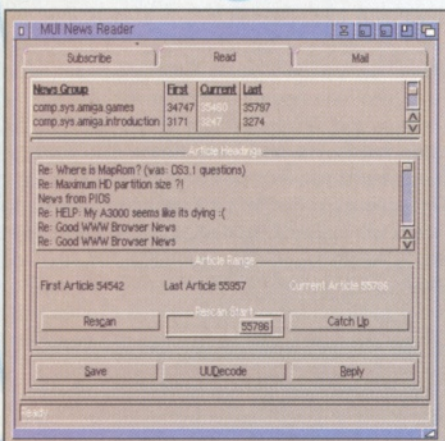 MUI News Reader
Subscribe Read Mail
News Group First Current Last
comp.sys.amiga.games 34747 35460 35797
comp.sys.amiga.introduction 3171 3247 3274
Article Headings
Re: Where is MapRom? (was: OS3.1 questions)
Re: Maximum HD partition size ?!
News from PIOS
Re: HELP: My A3000 seems like its dying :(
Re: Good WWW Browser News
Re: Good WWW Browser News
Article Range
First Article 54542 Last Article 55957 Current Article 55786
Rescan Start
Rescan 55786 Catch Up
Save UUDecode Reply
Ready